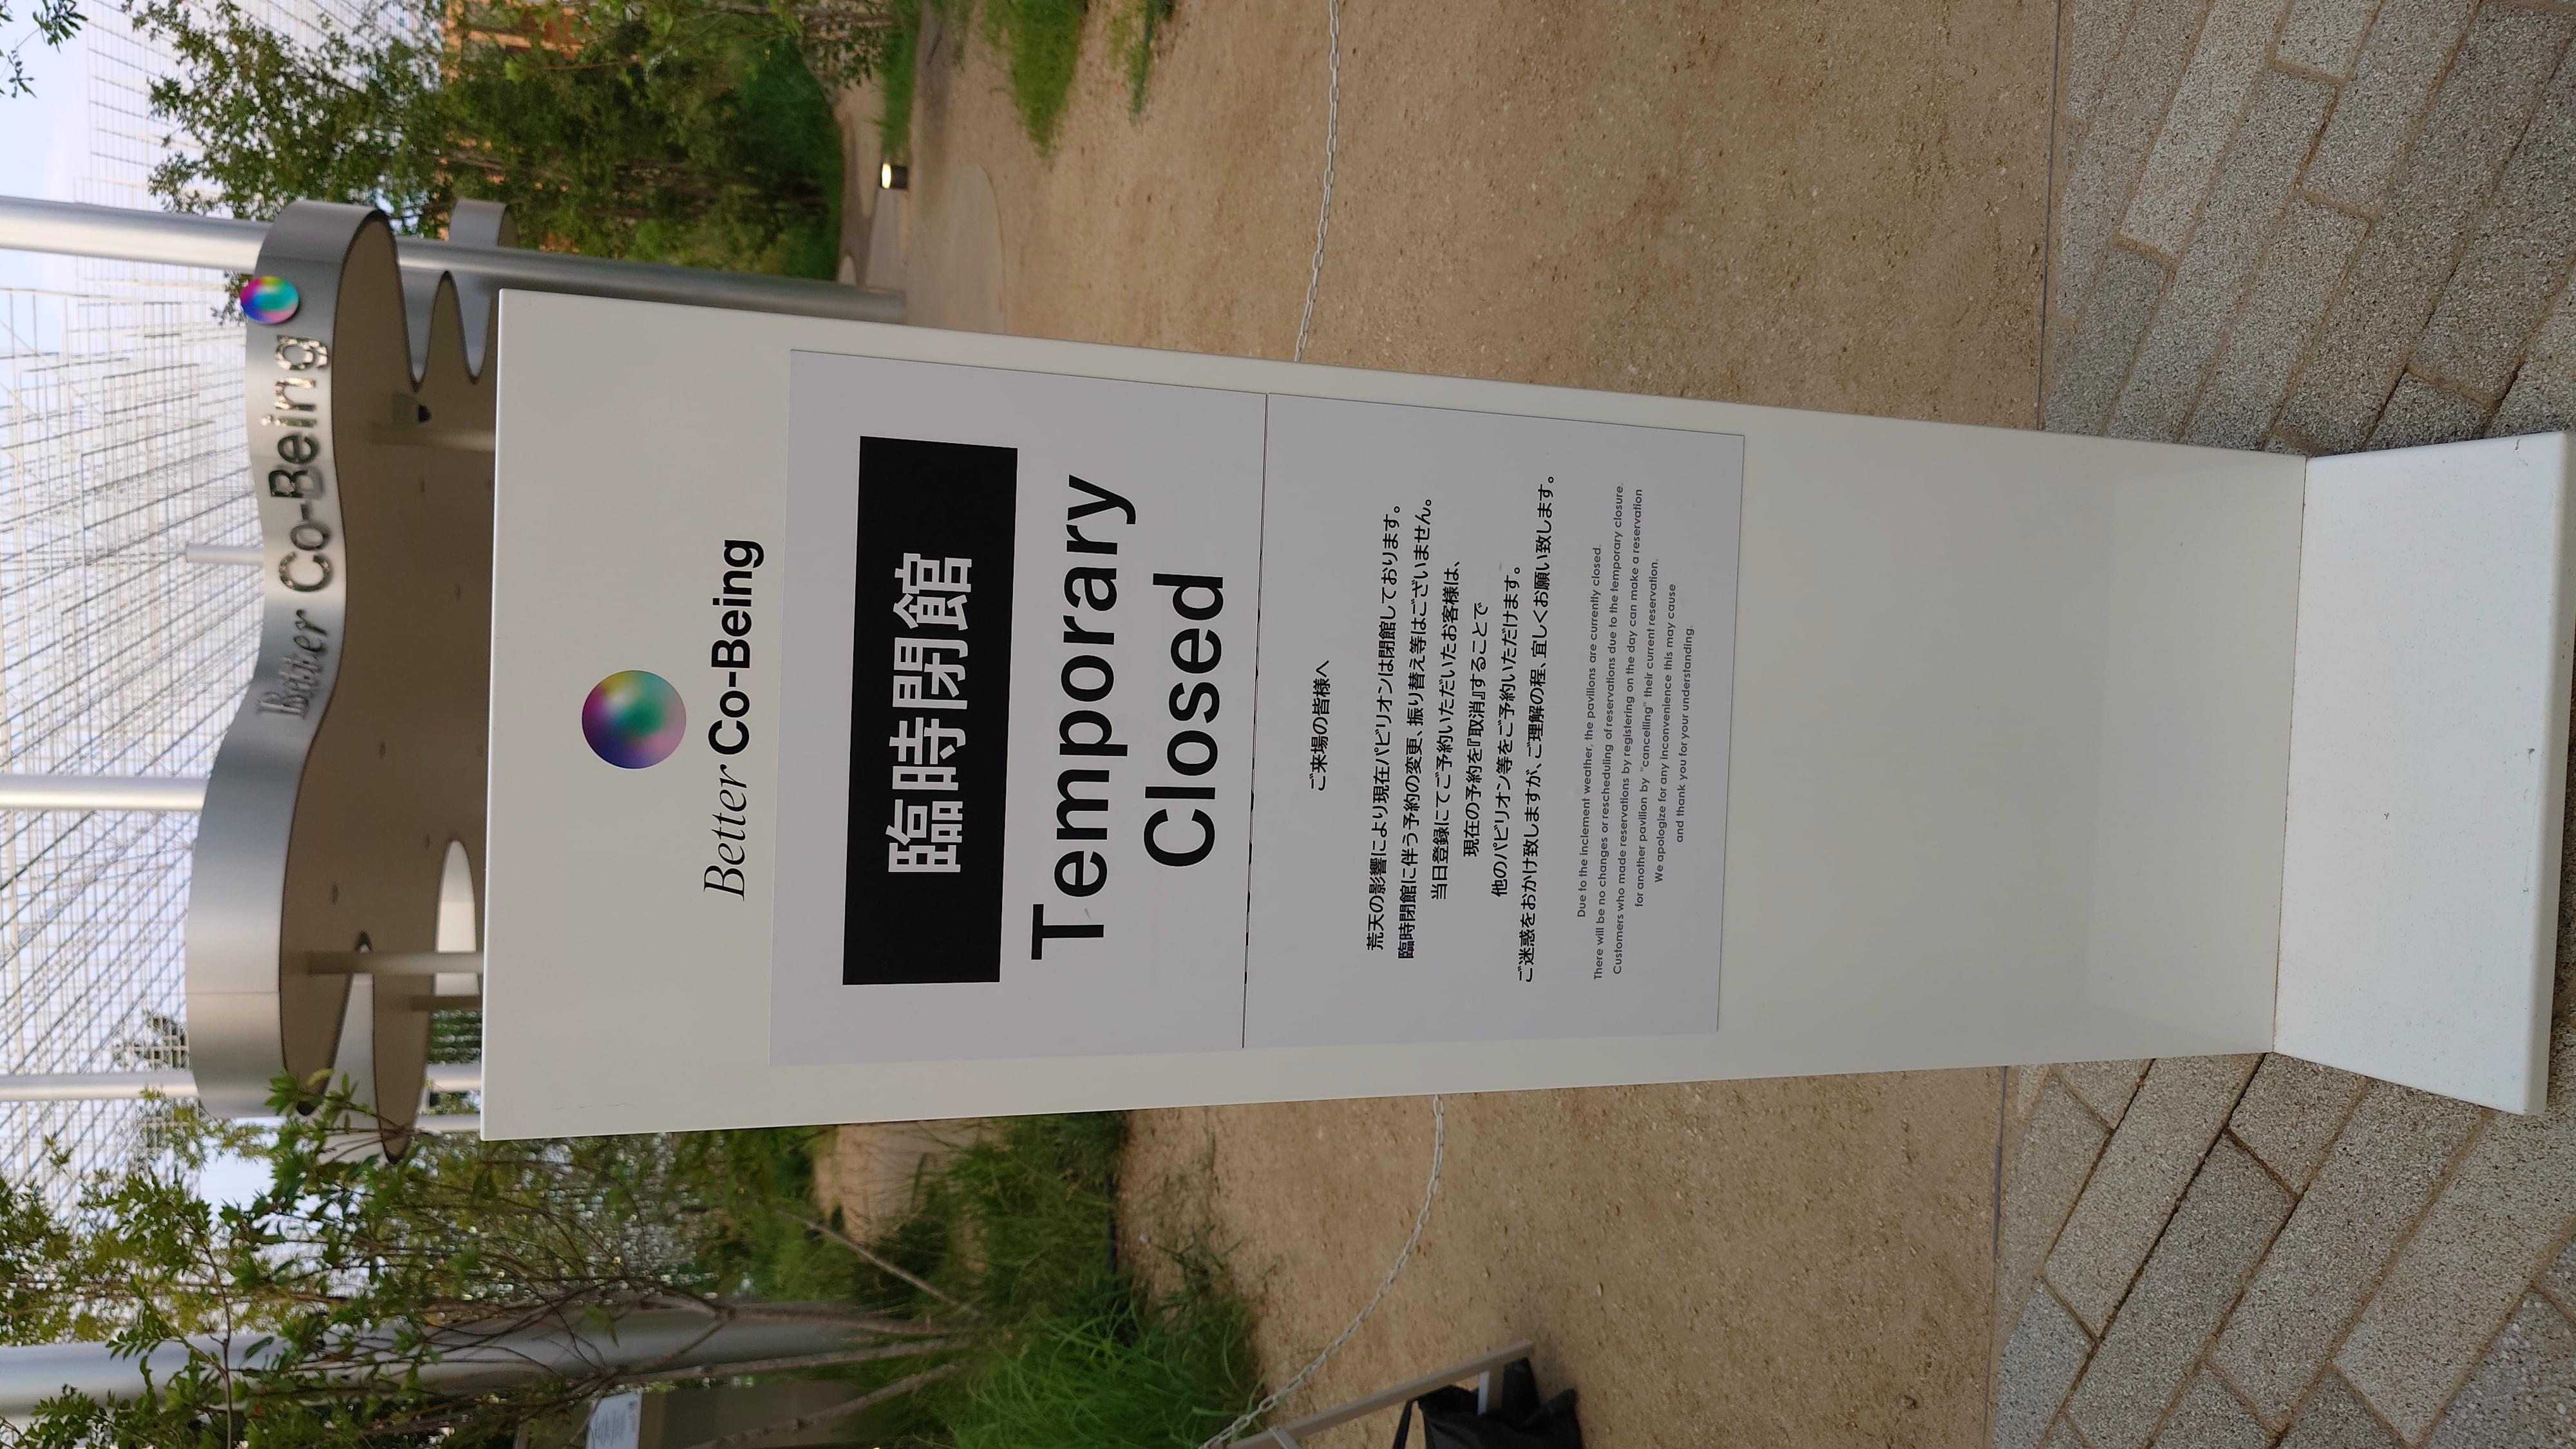 Better Co-Being
Better Co-Being
臨時閉館
Temporary
Closed
ご来場の皆様へ
荒天の影響により現在パビリオンは閉館しております。
臨時閉館に伴う予約の変更、振り替え等はございません。
当日登録にてご予約いただいたお客様は、
現在の予約を『取消』することで
他のパビリオン等をご予約いただけます。
ご迷惑をおかけ致しますが、ご理解の程、宜しくお願い致します。
Due to the inclement weather, the pavilions are currently closed.
There will be no changes or rescheduling of reservations due to the temporary closure.
Customers who made reservations by registering on the day can make a reservation
for another pavilion by "cancelling" their current reservation.
We apologize for any inconvenience this may cause
and thank you for your understanding.